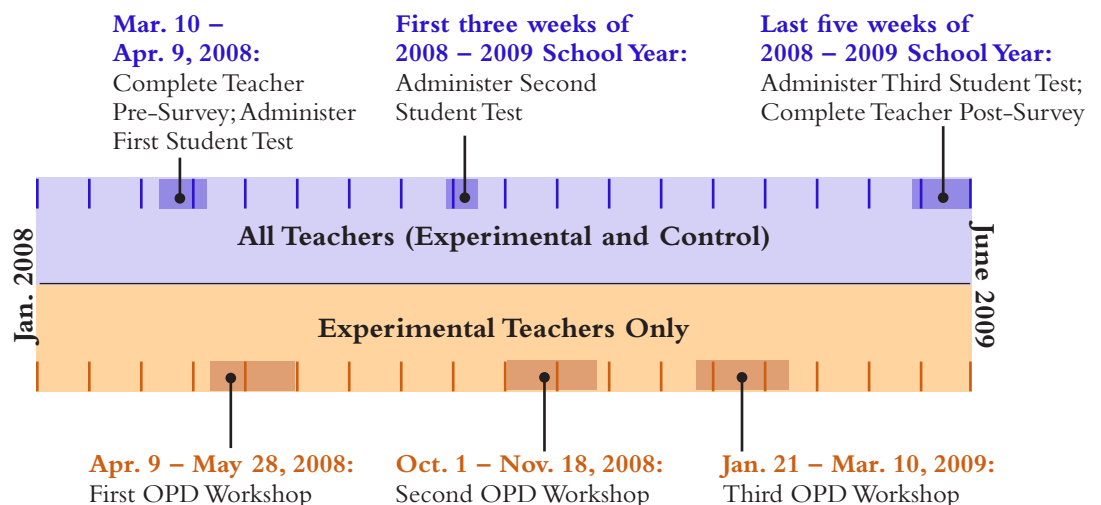 Mar. 10 –
Apr. 9, 2008:
Complete Teacher
Pre-Survey; Administer
First Student Test
First three weeks of
2008 – 2009 School Year:
Administer Second
Student Test
Last five weeks of
2008 – 2009 School Year:
Administer Third Student Test;
Complete Teacher Post-Survey
Jan. 2008
All Teachers (Experimental and Control)
Experimental Teachers Only
June 2009
Apr. 9 – May 28, 2008:
First OPD Workshop
Oct. 1 – Nov. 18, 2008:
Second OPD Workshop
Jan. 21 – Mar. 10, 2009:
Third OPD Workshop